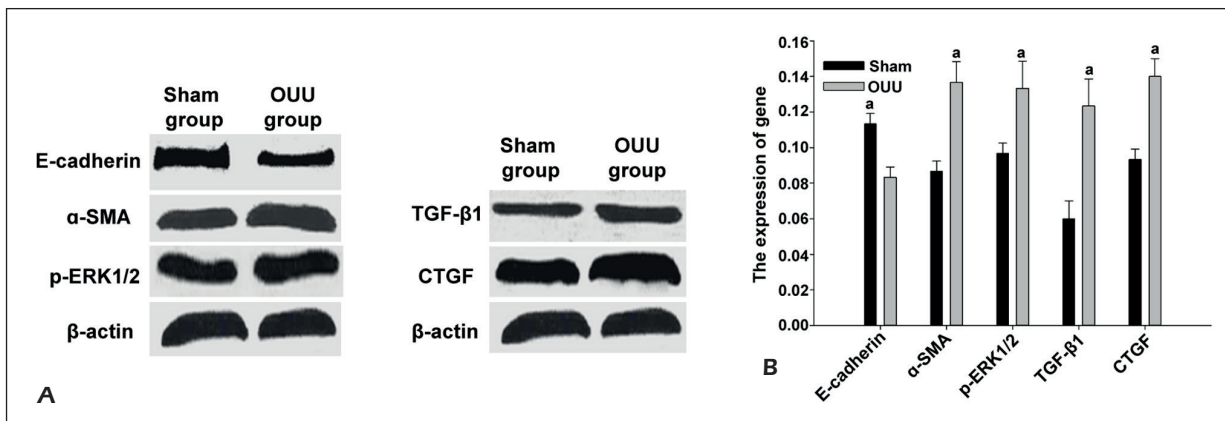 Sham group
OUU group
E-cadherin
α-SMA
p-ERK1/2
β-actin
Sham group
OUU group
TGF-β1
CTGF
β-actin
A
The expression of gene
0.16
0.14
0.12
0.10
0.08
0.06
0.04
0.02
0.00
Sham
OUU
a
a
a
a
a
E-cadherin
α-SMA
p-ERK1/2
TGF-β1
CTGF
B